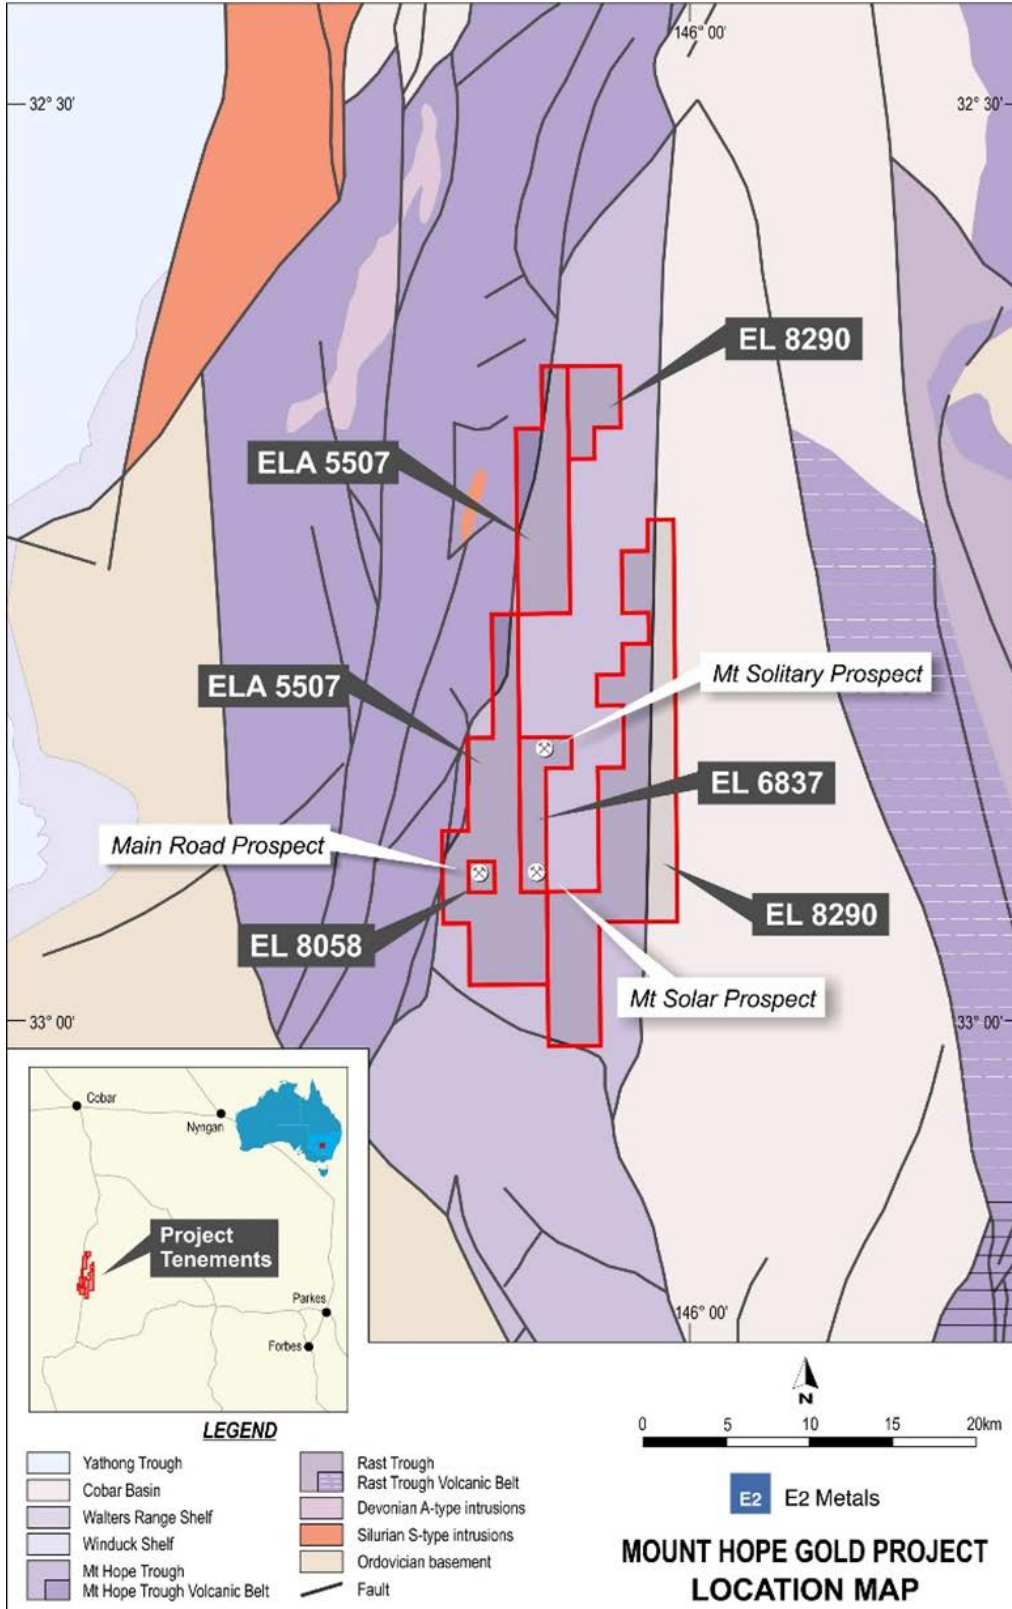 146° 00'
32° 30'
32° 30'
EL 8290
ELA 5507
ELA 5507
Mt Solitary Prospect
EL 6837
Main Road Prospect
EL 8290
EL 8058
Mt Solar Prospect
33° 00'
33° 00'
Cobar
Nyngan
Project
Tenements
Parkes
Forbes
146° 00'
N
LEGEND
Yathong Trough
Cobar Basin
Walters Range Shelf
Winduck Shelf
Mt Hope Trough
Mt Hope Trough Volcanic Belt
Rast Trough
Rast Trough Volcanic Belt
Devonian A-type intrusions
Silurian S-type intrusions
Ordovician basement
Fault
0 5 10 15 20km
E2 E2 Metals
MOUNT HOPE GOLD PROJECT
LOCATION MAP